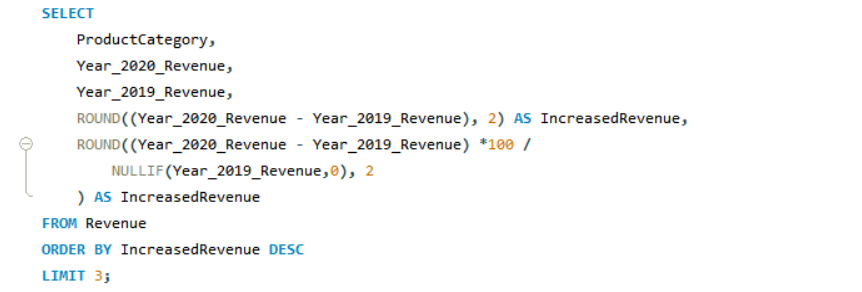 SELECT
ProductCategory,
Year_2020_Revenue,
Year_2019_Revenue,
ROUND((Year_2020_Revenue - Year_2019_Revenue), 2) AS IncreasedRevenue,
ROUND((Year_2020_Revenue - Year_2019_Revenue) *100 /
NULLIF(Year_2019_Revenue,0), 2
) AS IncreasedRevenue
FROM Revenue
ORDER BY IncreasedRevenue DESC
LIMIT 3;